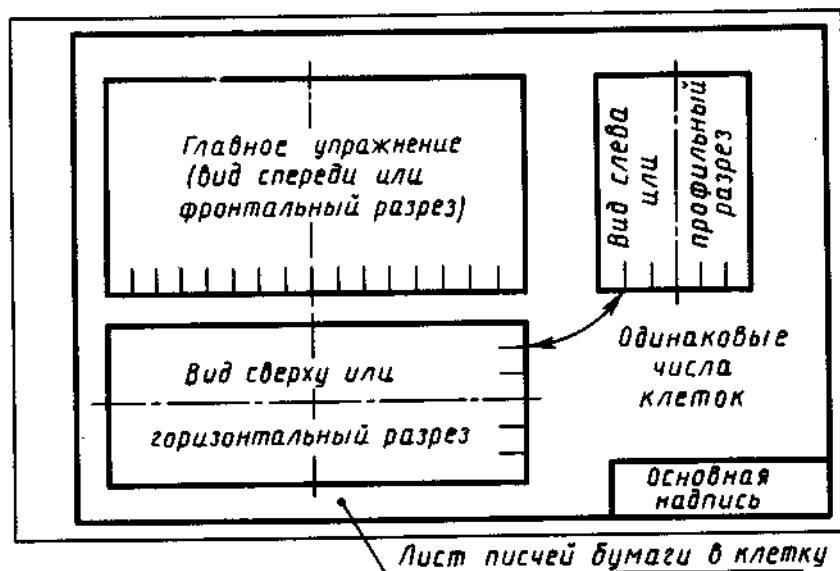 Главное упражнение
(вид спереди или
фронтальный разрез)
Вид слева
или
профильный
разрез
Вид сверху или
горизонтальный разрез
Одинаковые
числа
клеток
Основная
надпись
Лист писчей бумаги в клетку